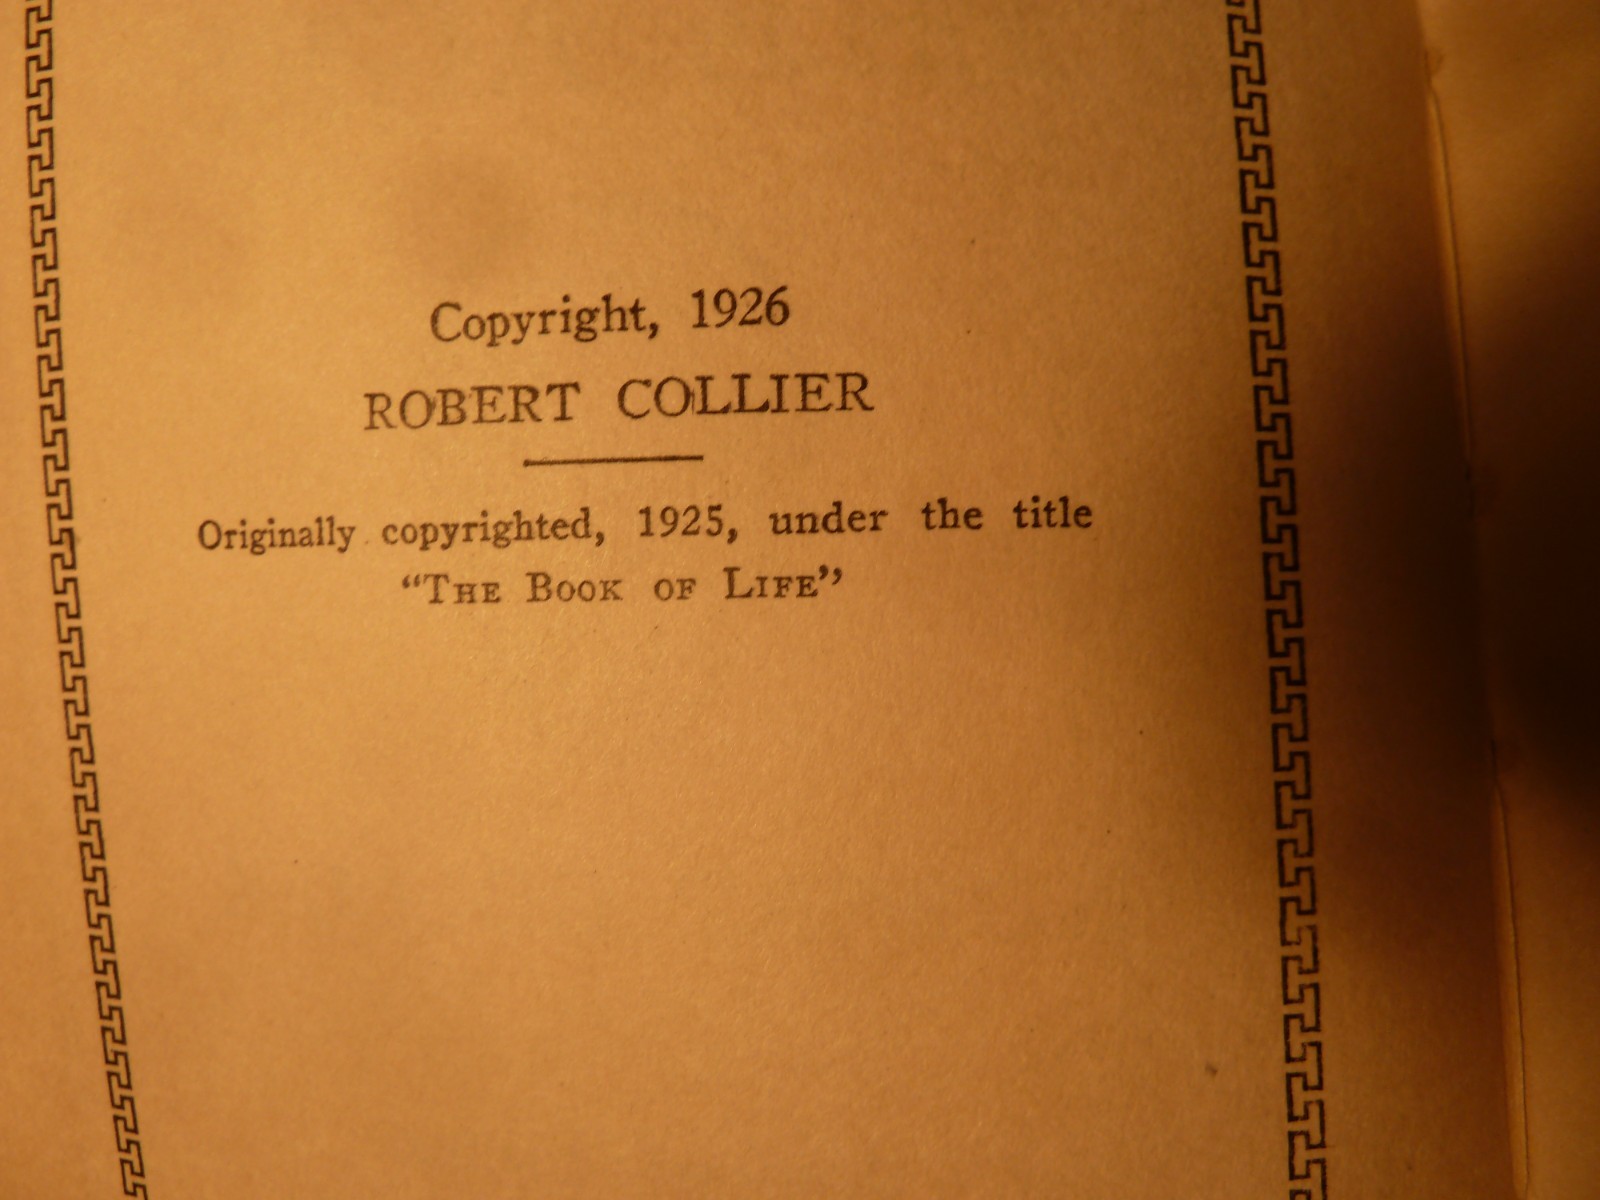 Copyright, 1926
ROBERT COLLIER
Originally copyrighted, 1925, under the title
“THE BOOK OF LIFE”